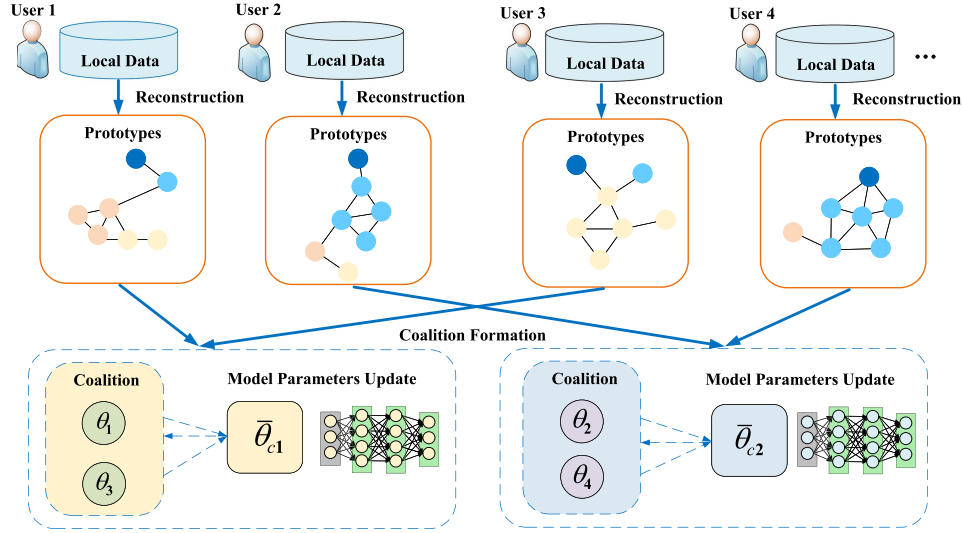 User 1
User 2
User 3
User 4
Local Data
Local Data
Local Data
Local Data
...
Reconstruction
Reconstruction
Reconstruction
Reconstruction
Prototypes
Prototypes
Prototypes
Prototypes
Coalition Formation
Coalition
Model Parameters Update
θ1
θ3
θ̅c1
Coalition
Model Parameters Update
θ2
θ4
θ̅c2